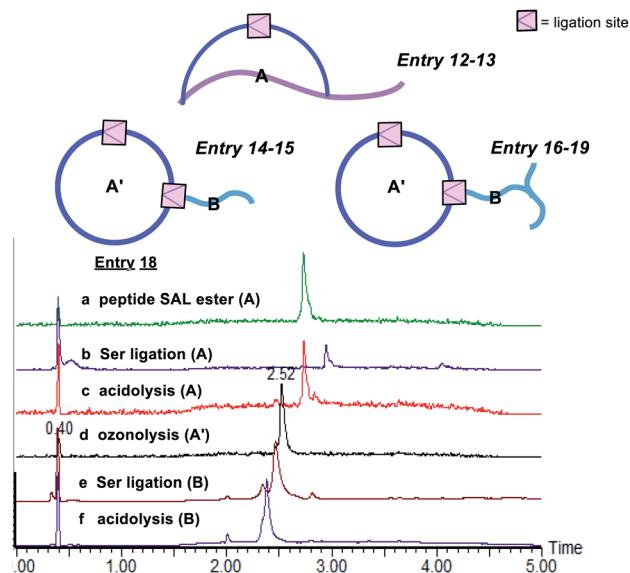 = ligation site
A
Entry 12-13
A'
Entry 14-15
B
A'
Entry 16-19
B
Entry 18
a peptide SAL ester (A)
b Ser ligation (A)
c acidolysis (A)
2.52
d ozonolysis (A')
0.40
e Ser ligation (B)
f acidolysis (B)
Time
.00 1.00 2.00 3.00 4.00 5.00